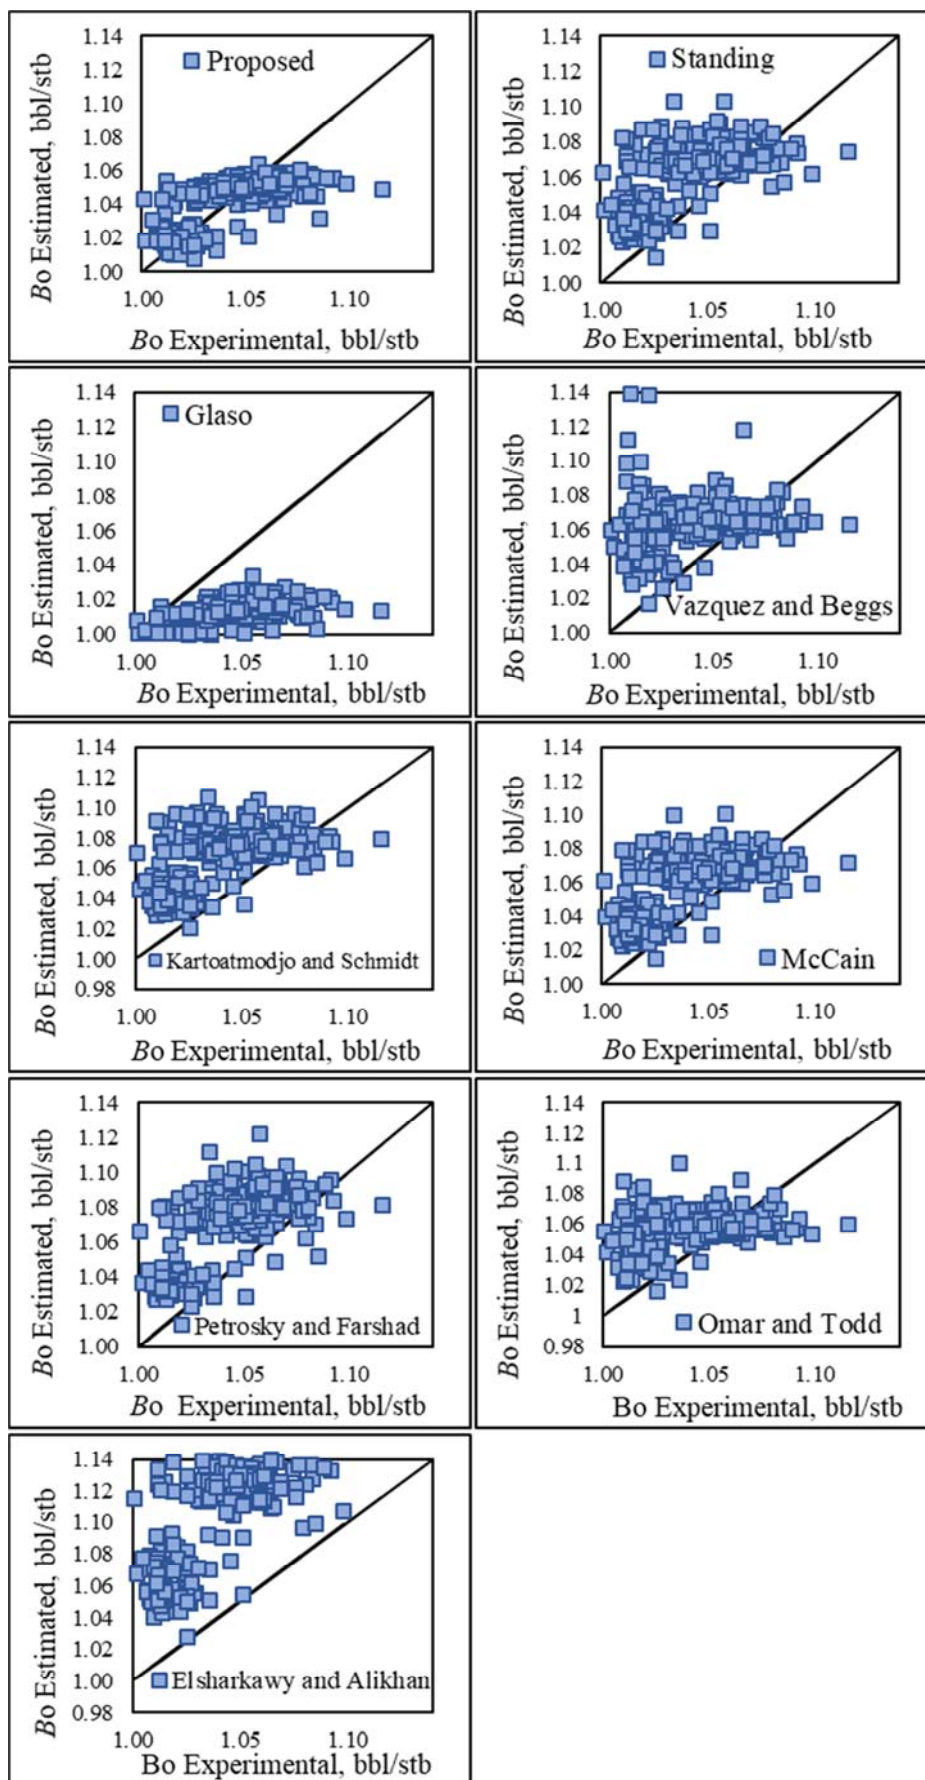 1.14
Proposed
1.12
1.10
1.08
1.06
1.04
1.02
1.00
1.00 1.05 1.10
Bo Estimated, bbl/stb
Bo Experimental, bbl/stb
1.14
Standing
1.12
1.10
1.08
1.06
1.04
1.02
1.00
1.00 1.05 1.10
Bo Estimated, bbl/stb
Bo Experimental, bbl/stb
1.14
Glaso
1.12
1.10
1.08
1.06
1.04
1.02
1.00
1.00 1.05 1.10
Bo Estimated, bbl/stb
Bo Experimental, bbl/stb
1.14
1.12
1.10
1.08
1.06
1.04
1.02
Vazquez and Beggs
1.00
1.00 1.05 1.10
Bo Estimated, bbl/stb
Bo Experimental, bbl/stb
1.14
1.12
1.10
1.08
1.06
1.04
1.02
1.00
Kartoatmodjo and Schmidt
0.98
1.00 1.05 1.10
Bo Estimated, bbl/stb
Bo Experimental, bbl/stb
1.14
1.12
1.10
1.08
1.06
1.04
1.02
McCain
1.00
1.00 1.05 1.10
Bo Estimated, bbl/stb
Bo Experimental, bbl/stb
1.14
1.12
1.10
1.08
1.06
1.04
1.02
Petrosky and Farshad
1.00
1.00 1.05 1.10
Bo Estimated, bbl/stb
Bo Experimental, bbl/stb
1.14
1.12
1.1
1.08
1.06
1.04
1.02
1
Omar and Todd
0.98
1.00 1.05 1.10
Bo Estimated, bbl/stb
Bo Experimental, bbl/stb
1.14
1.12
1.10
1.08
1.06
1.04
1.02
1.00
Elsharkawy and Alikhan
0.98
1.00 1.05 1.10
Bo Estimated, bbl/stb
Bo Experimental, bbl/stb